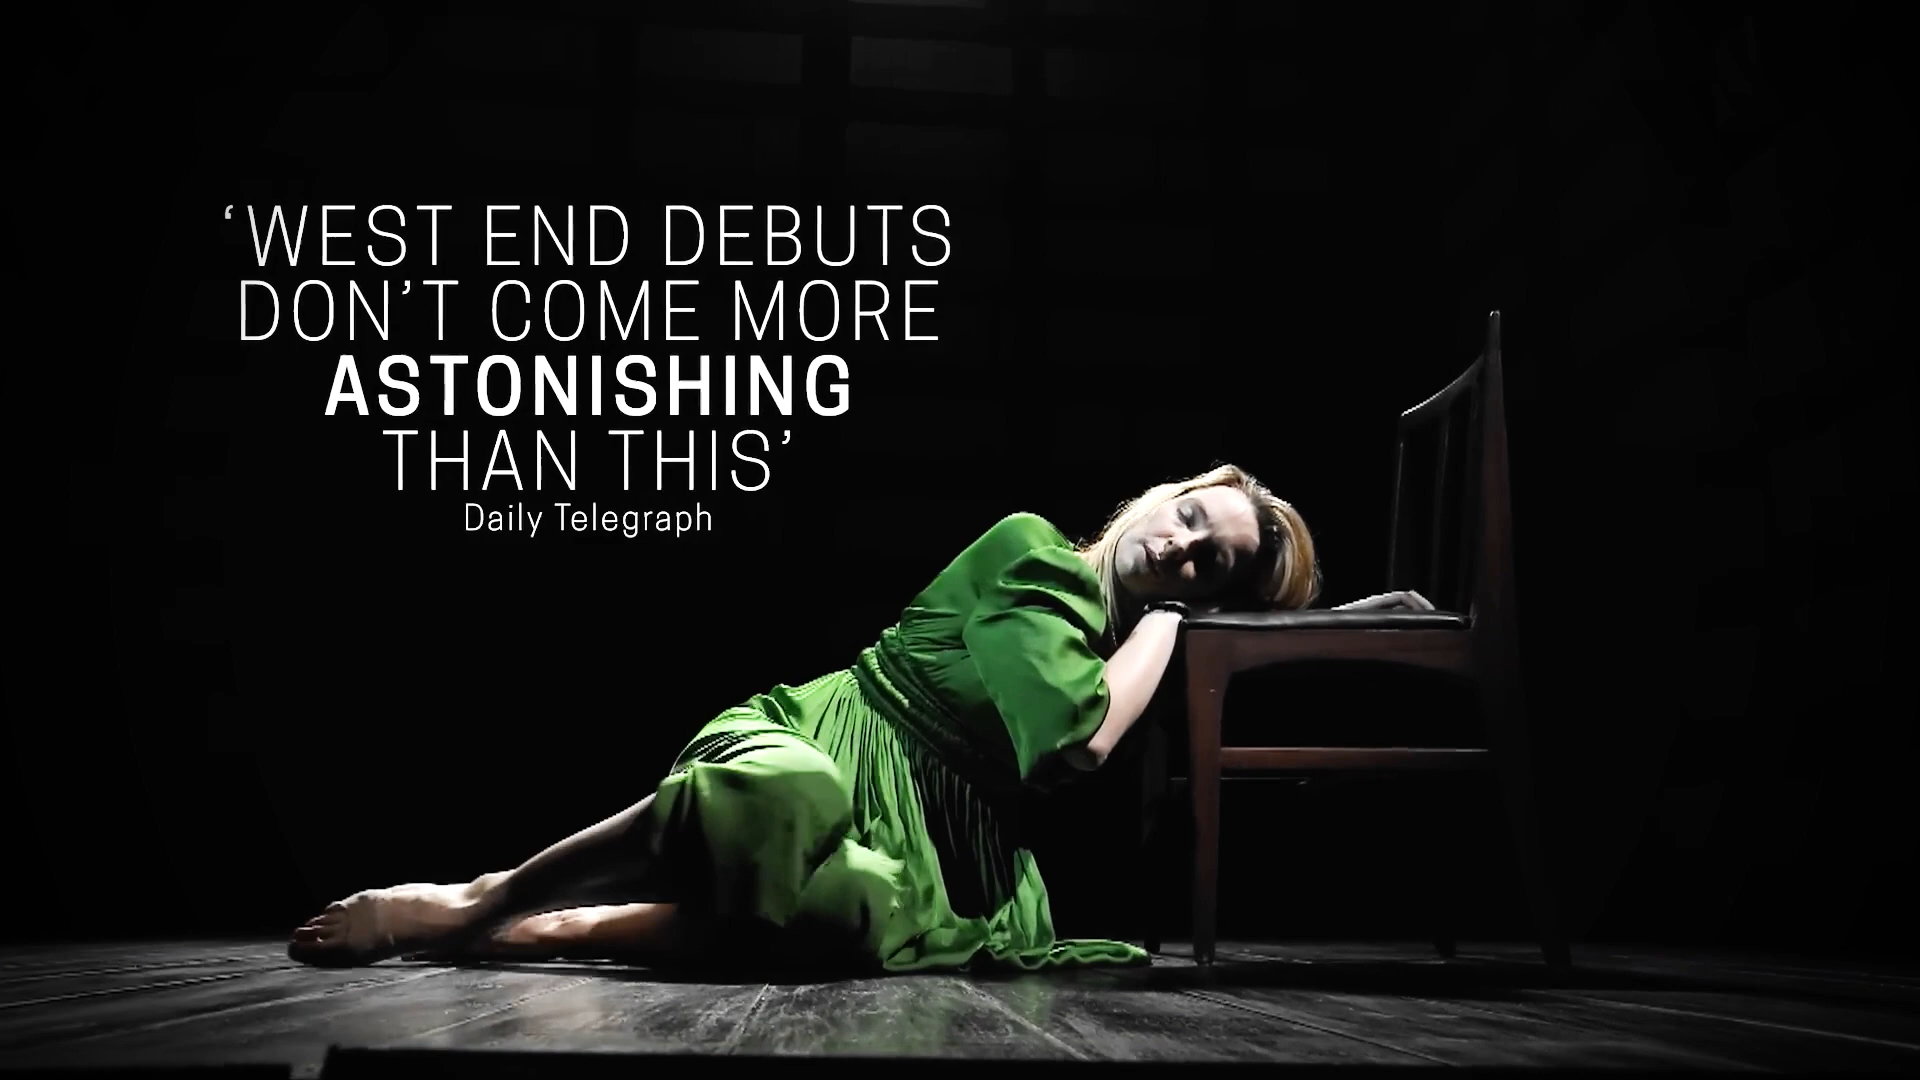 ‘WEST END DEBUTS
DON’T COME MORE
ASTONISHING
THAN THIS’
Daily Telegraph